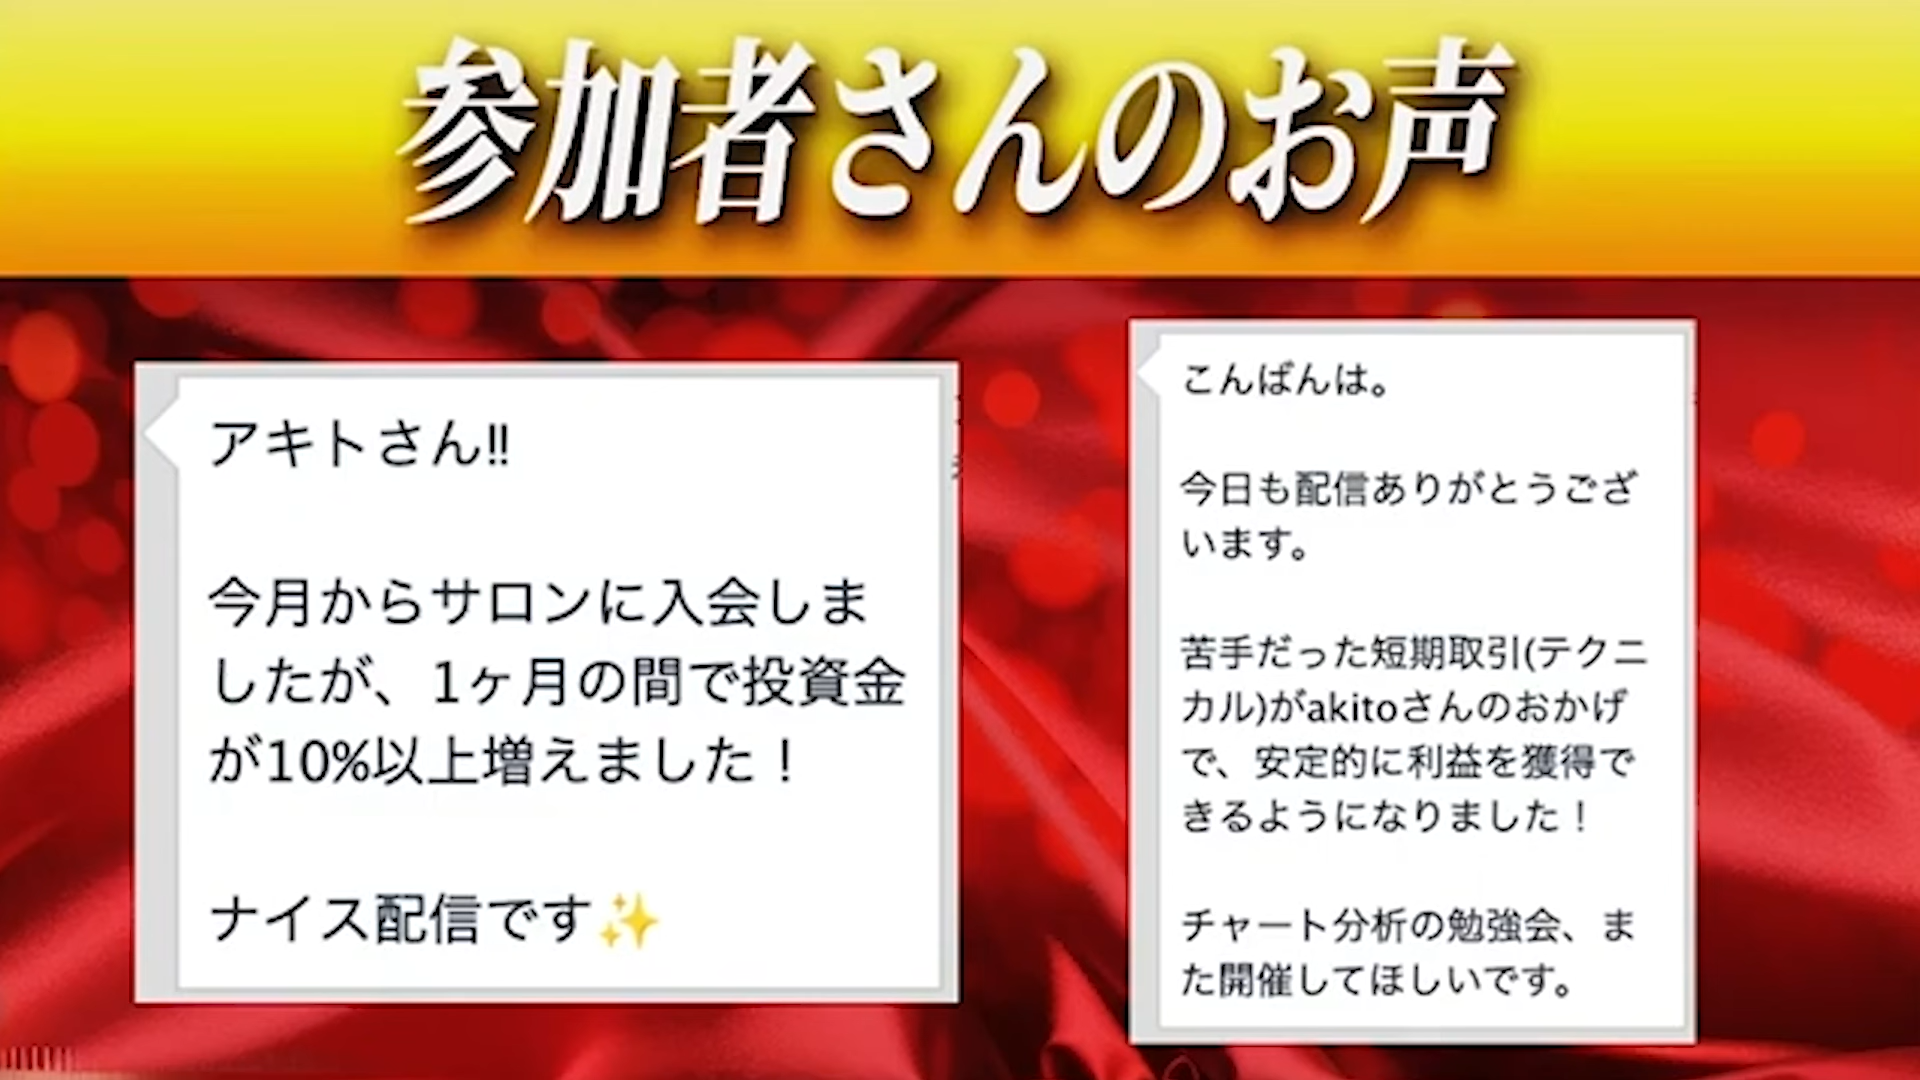 参加者さんのお声
アキトさん‼
今月からサロンに入会しま
したが、1ヶ月の間で投資金
が10%以上増えました！
ナイス配信です✨
こんばんは。
今日も配信ありがとうござ
います。
苦手だった短期取引(テクニ
カル)がakitoさんのおかげ
で、安定的に利益を獲得で
きるようになりました！
チャート分析の勉強会、ま
た開催してほしいです。